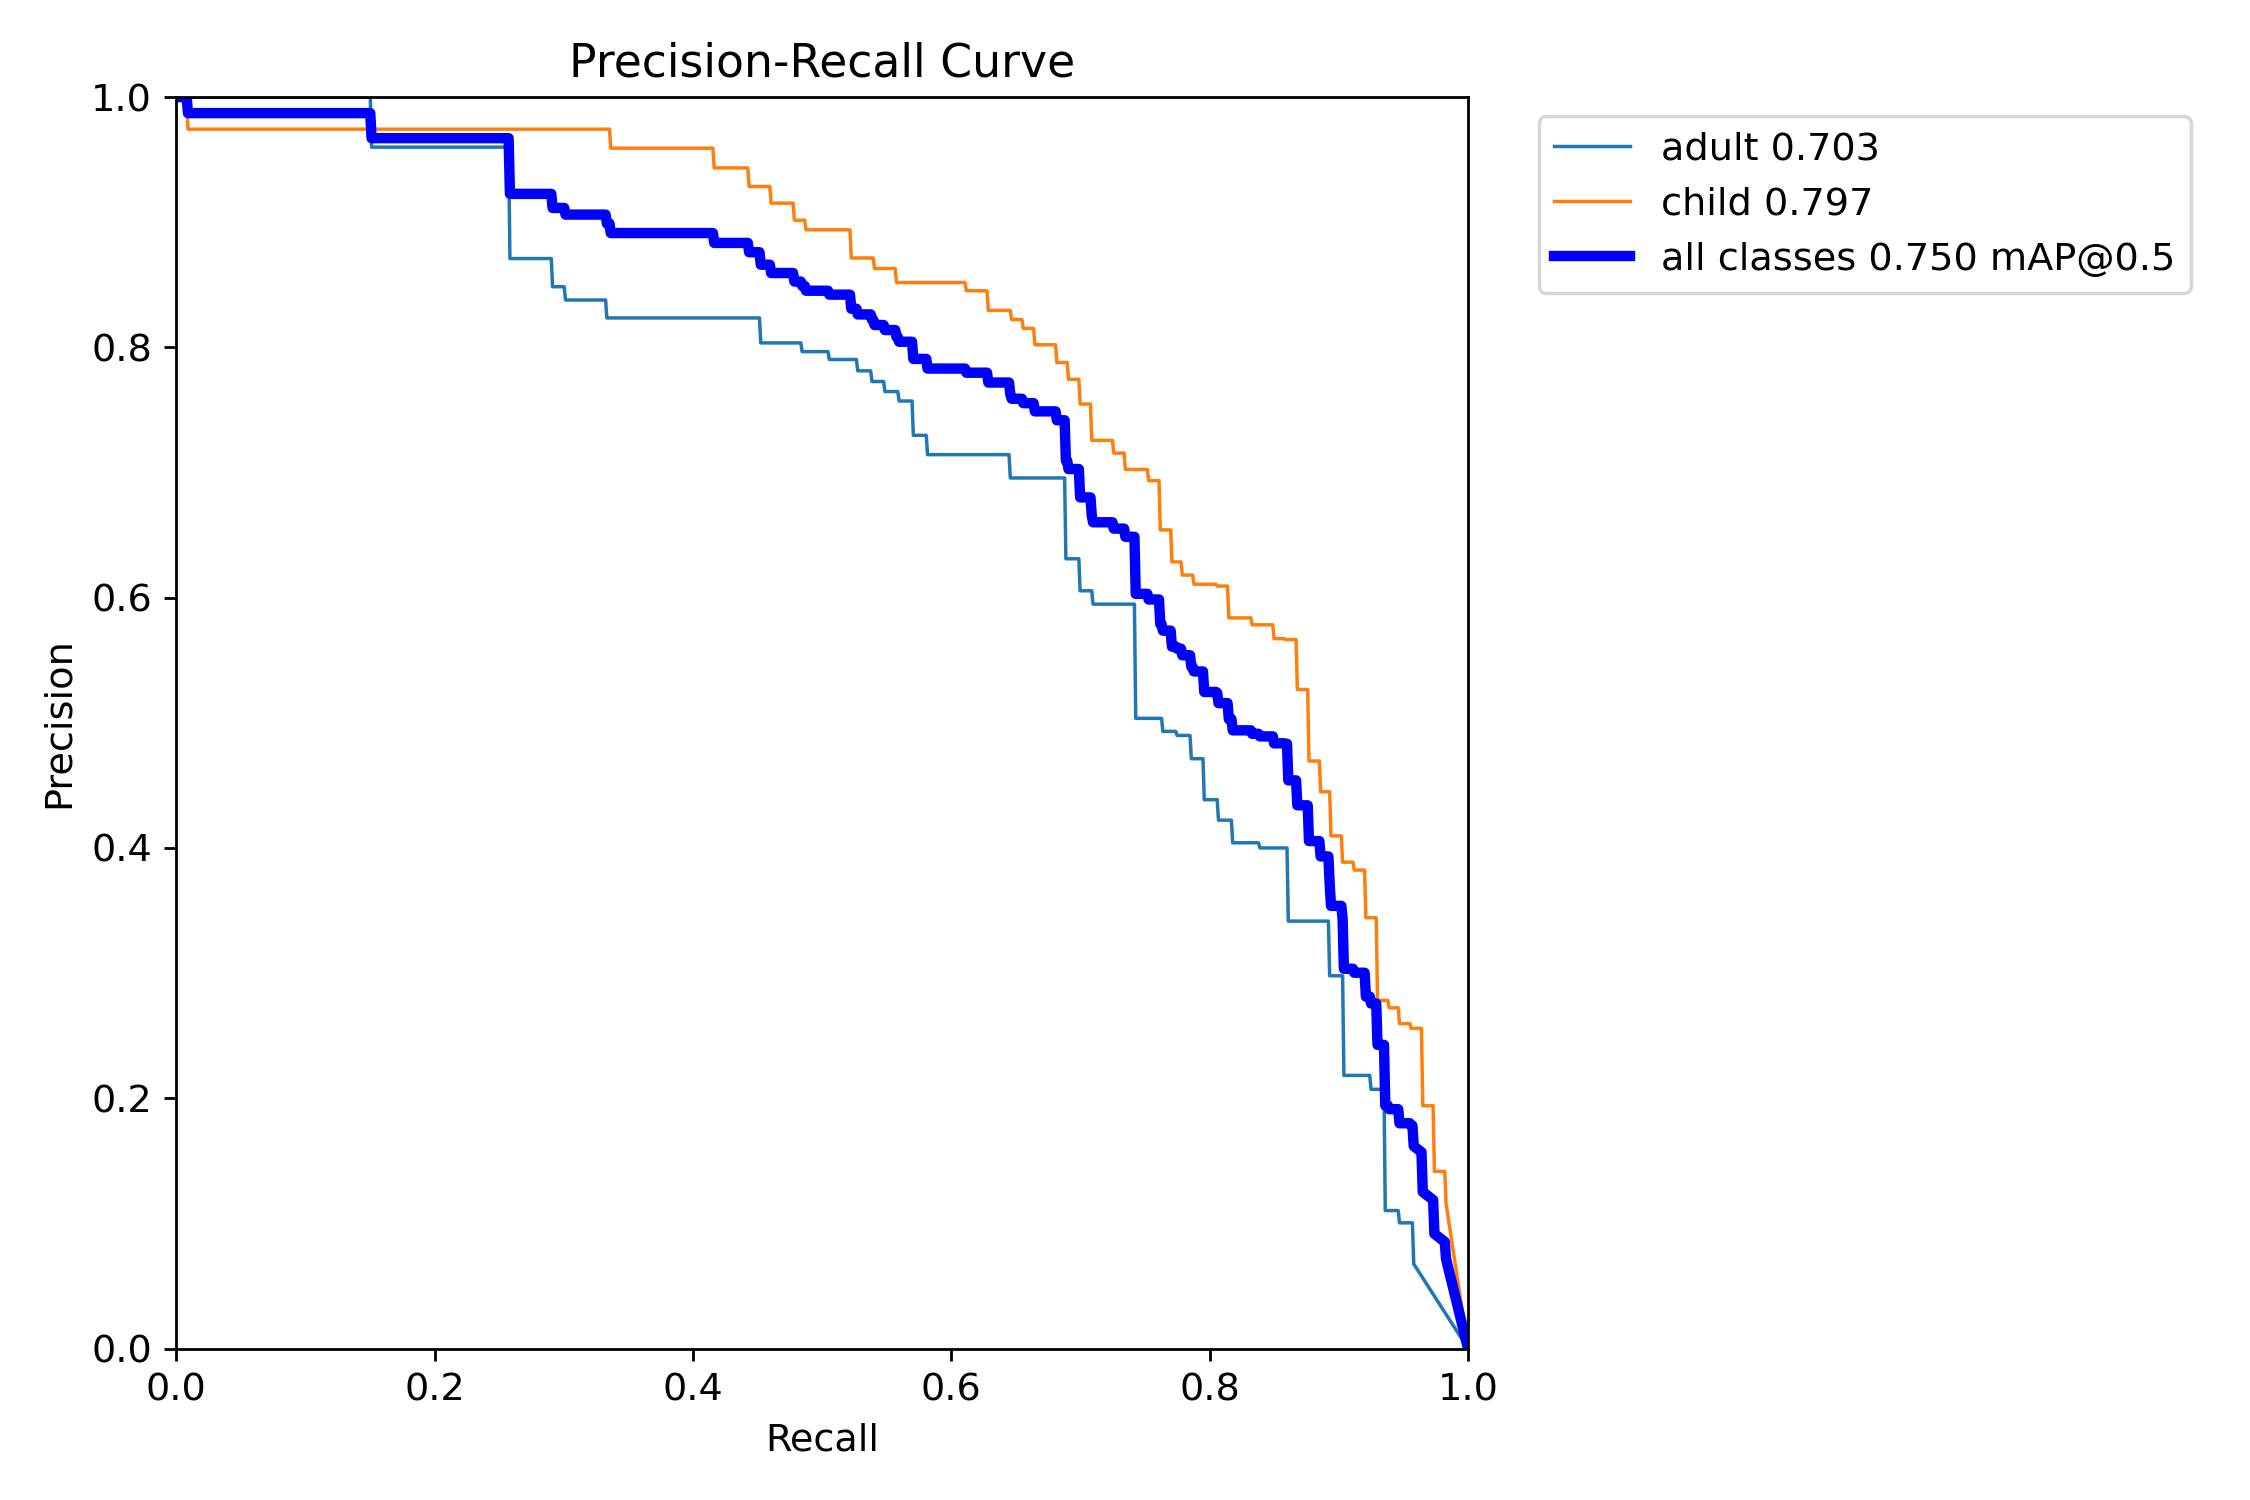 Precision-Recall Curve
1.0
0.8
0.6
0.4
0.2
0.0
Precision
0.0 0.2 0.4 0.6 0.8 1.0
Recall
adult 0.703
child 0.797
all classes 0.750 mAP@0.5